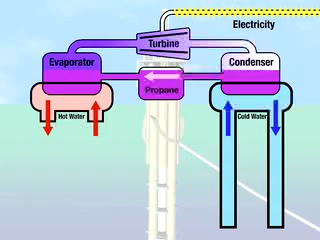 Electricity
Turbine
Evaporator
Condenser
Propane
Hot Water
Cold Water